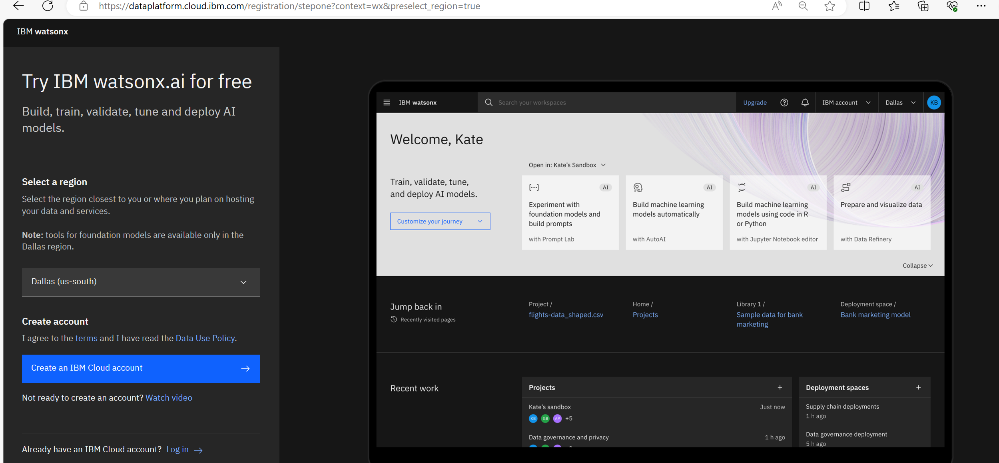 https://dataplatform.cloud.ibm.com/registration/stepone?context=wx&preselect_region=true
IBM watsonx
Try IBM watsonx.ai for free
Build, train, validate, tune and deploy AI
models.
Select a region
Select the region closest to you or where you plan on hosting
your data and services.
Note: tools for foundation models are available only in the
Dallas region.
Dallas (us-south)
Create account
I agree to the terms and I have read the Data Use Policy.
Create an IBM Cloud account
Not ready to create an account? Watch video
Already have an IBM Cloud account? Log in
IBM watsonx
Search your workspaces
Upgrade
IBM account
Dallas
KB
Welcome, Kate
Open in: Kate’s Sandbox
Train, validate, tune,
and deploy AI models.
Customize your journey
AI
Experiment with
foundation models and
build prompts
with Prompt Lab
AI
Build machine learning
models automatically
with AutoAI
AI
Build machine learning
models using code in R
or Python
with Jupyter Notebook editor
AI
Prepare and visualize data
with Data Refinery
Collapse
Jump back in
Recently visited pages
Project /
flights-data_shaped.csv
Home /
Projects
Library 1 /
Sample data for bank
marketing
Deployment space /
Bank marketing model
Recent work
Projects
Kate’s sandbox
Just now
KB GB AP +5
Data governance and privacy
1 h ago
Deployment spaces
Supply chain deployments
1 h ago
Data governance deployment
5 h ago